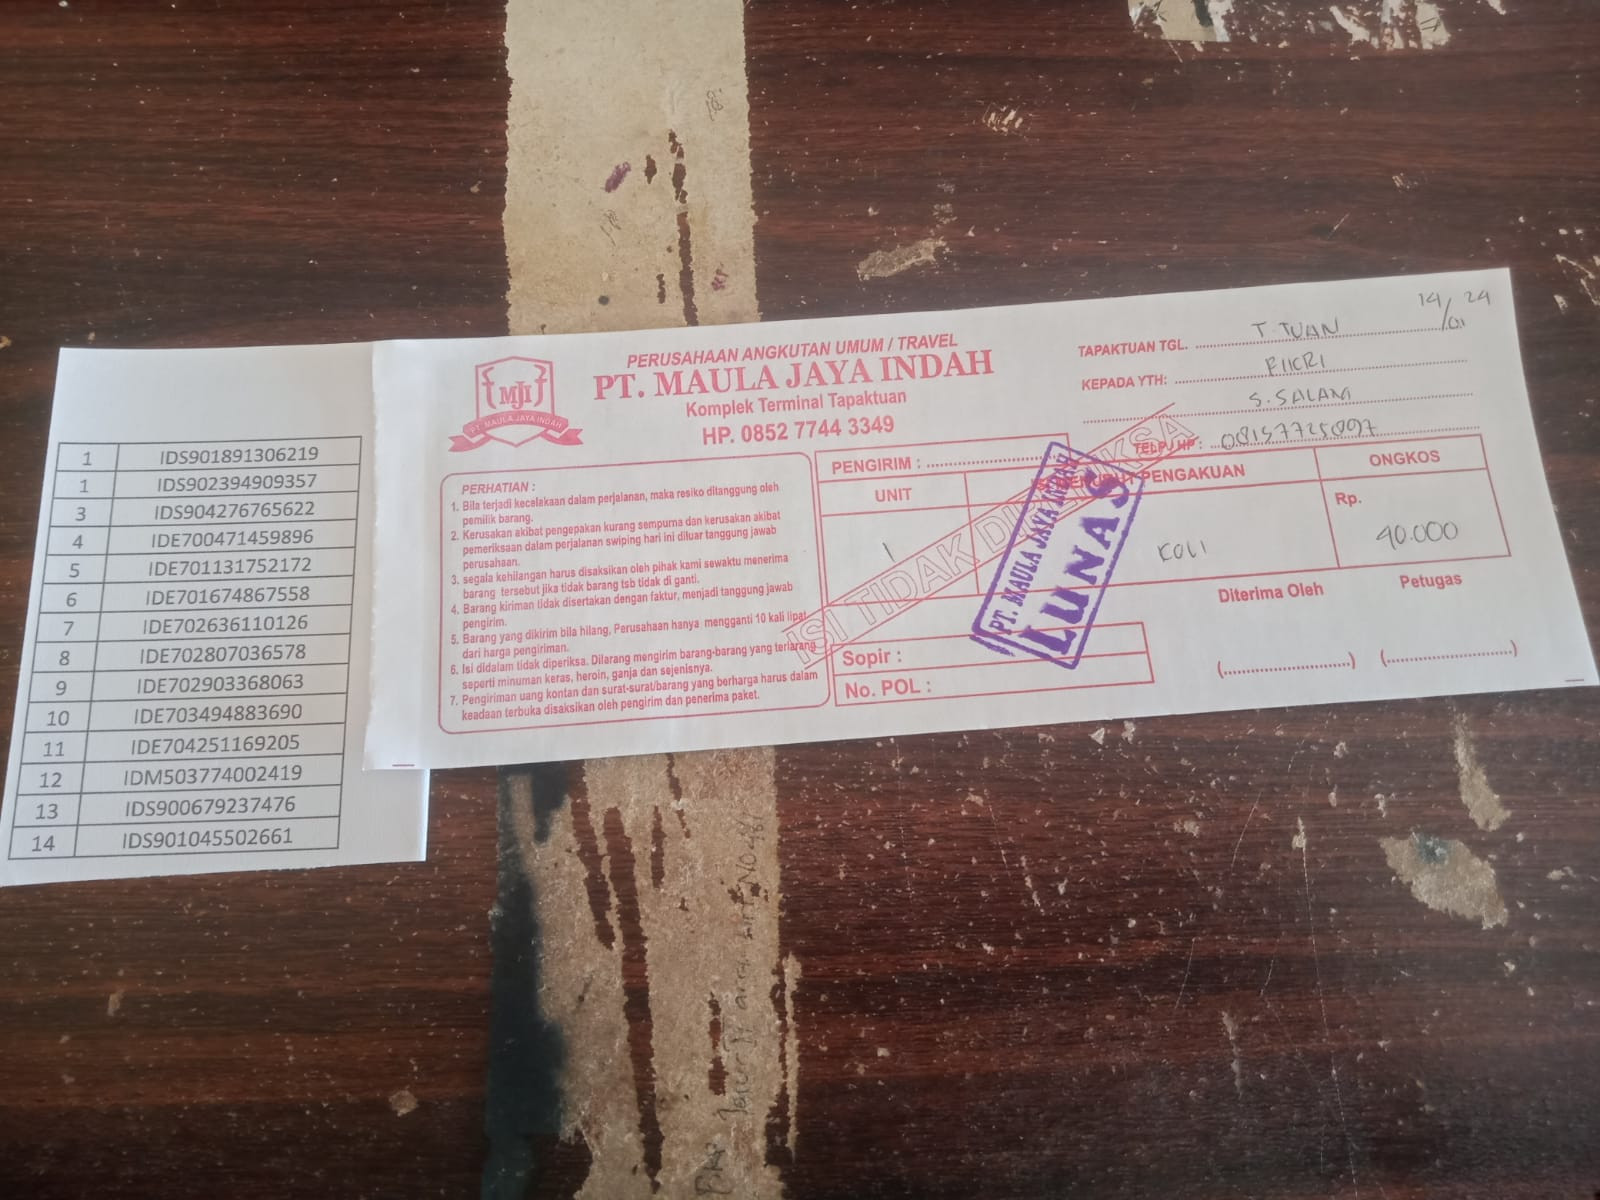 1 IDS901891306219
1 IDS902394909357
3 IDS904276765622
4 IDE700471459896
5 IDE701131752172
6 IDE701674867558
7 IDE702636110126
8 IDE702807036578
9 IDE702903368063
10 IDE703494883690
11 IDE704251169205
12 IDM503774002419
13 IDS900679237476
14 IDS901045502661
MJI
PT. MAULA JAYA INDAH
PERUSAHAAN ANGKUTAN UMUM / TRAVEL
PT. MAULA JAYA INDAH
Komplek Terminal Tapaktuan
HP. 0852 7744 3349
TAPAKTUAN TGL. T. TUAN 14/01 24
KEPADA YTH: FIKRI
S. SALAM
TELP./ HP : 08157725897
PERHATIAN :
1. Bila terjadi kecelakaan dalam perjalanan, maka resiko ditanggung oleh
pemilik barang.
2. Kerusakan akibat pengepakan kurang sempurna dan kerusakan akibat
pemeriksaan dalam perjalanan swiping hari ini diluar tanggung jawab
perusahaan.
3. segala kehilangan harus disaksikan oleh pihak kami sewaktu menerima
barang tersebut jika tidak barang tsb tidak di ganti.
4. Barang kiriman tidak disertakan dengan faktur, menjadi tanggung jawab
pengirim.
5. Barang yang dikirim bila hilang, Perusahaan hanya mengganti 10 kali lipat
dari harga pengiriman.
6. Isi didalam tidak diperiksa. Dilarang mengirim barang-barang yang terlarang
seperti minuman keras, heroin, ganja dan sejenisnya.
7. Pengiriman uang kontan dan surat-surat/barang yang berharga harus dalam
keadaan terbuka disaksikan oleh pengirim dan penerima paket.
PENGIRIM :
UNIT ISI MENURUT PENGAKUAN ONGKOS
1 KOLI Rp. 40.000
ISI TIDAK DIPERIKSA
PT. MAULA JAYA INDAH
LUNAS
Sopir :
No. POL :
Diterima Oleh Petugas
(..............................) (..............................)